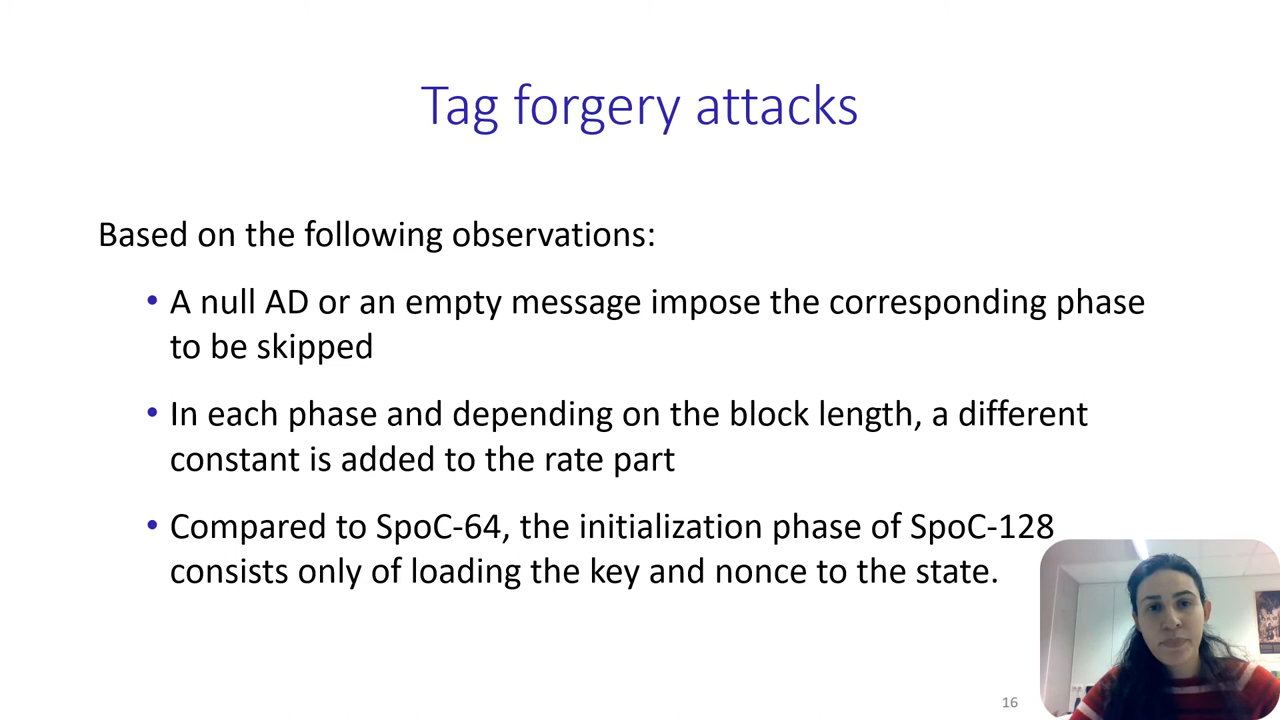 Tag forgery attacks
Based on the following observations:
• A null AD or an empty message impose the corresponding phase
to be skipped
• In each phase and depending on the block length, a different
constant is added to the rate part
• Compared to SpoC-64, the initialization phase of SpoC-128
consists only of loading the key and nonce to the state.
16